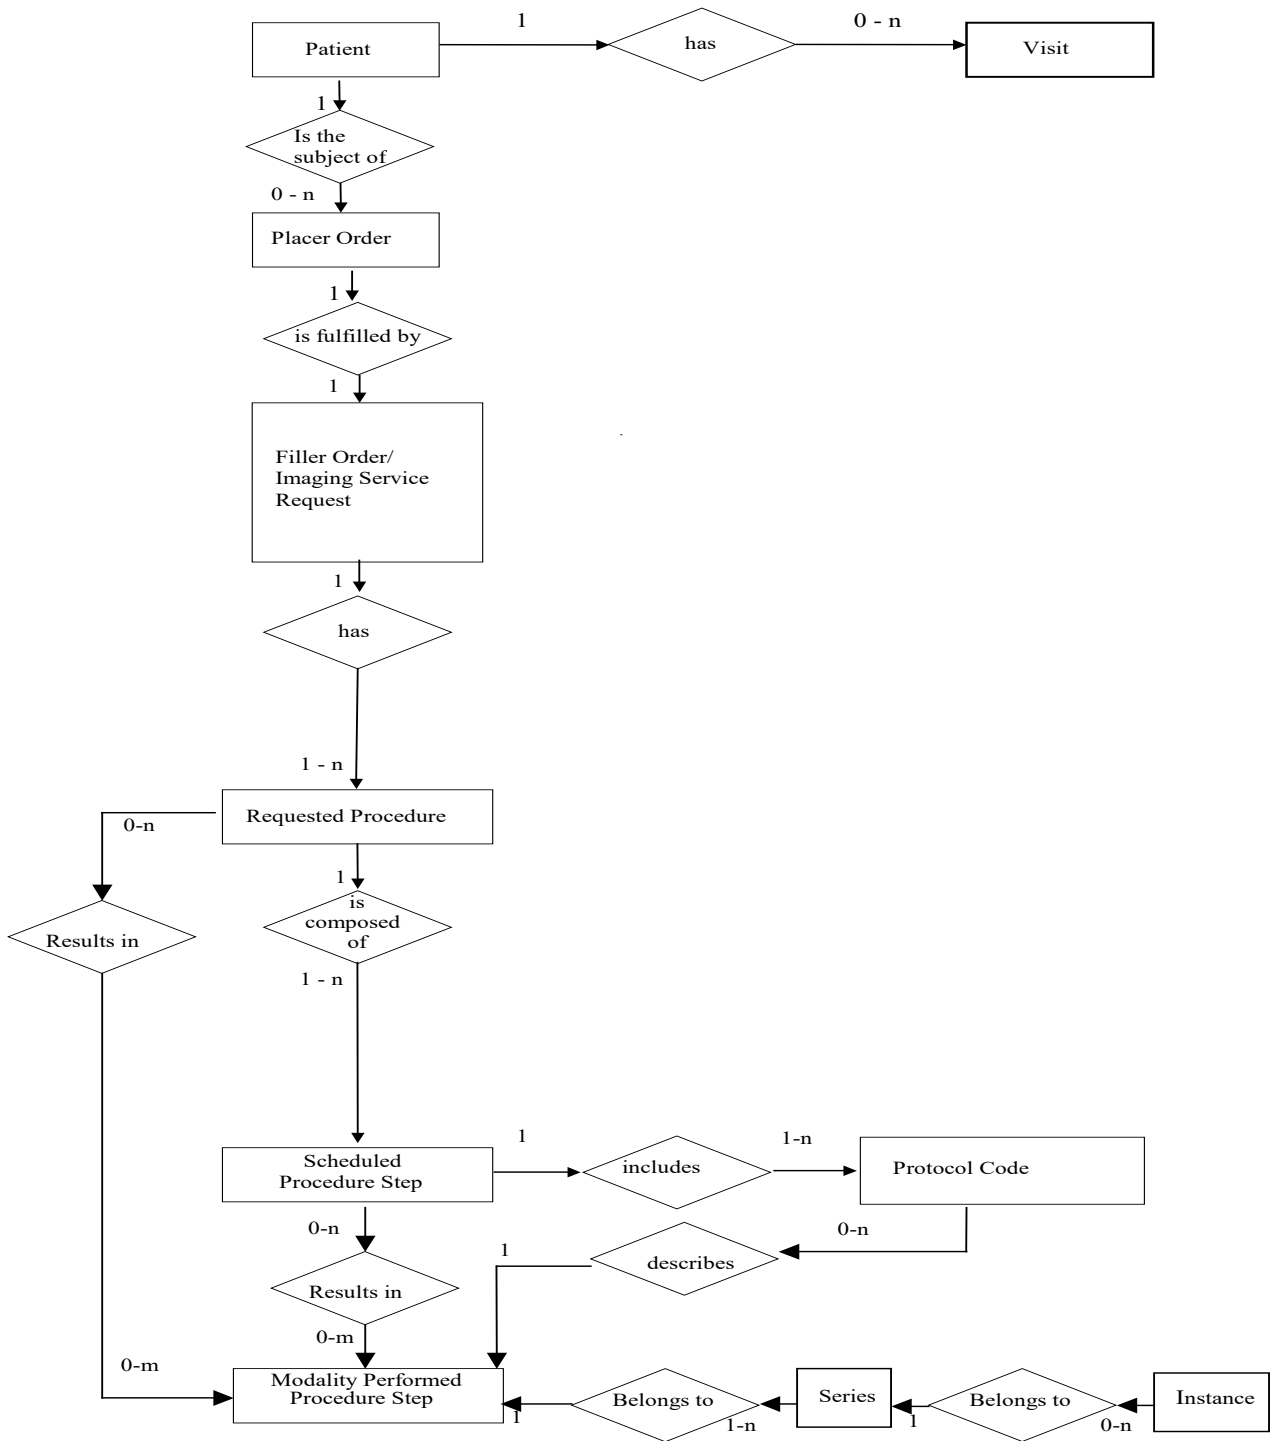 1
0 - n
Patient
has
Visit
1
Is the
subject of
0 - n
Placer Order
1
is fulfilled by
1
Filler Order/
Imaging Service
Request
1
has
1 - n
Requested Procedure
0-n
1
is
composed
of
Results in
1 - n
1
1-n
Scheduled
Procedure Step
includes
Protocol Code
0-n
0-n
1
describes
Results in
0-m
0-m
Modality Performed
Procedure Step
1
Belongs to
1-n
Series
1
Belongs to
0-n
Instance